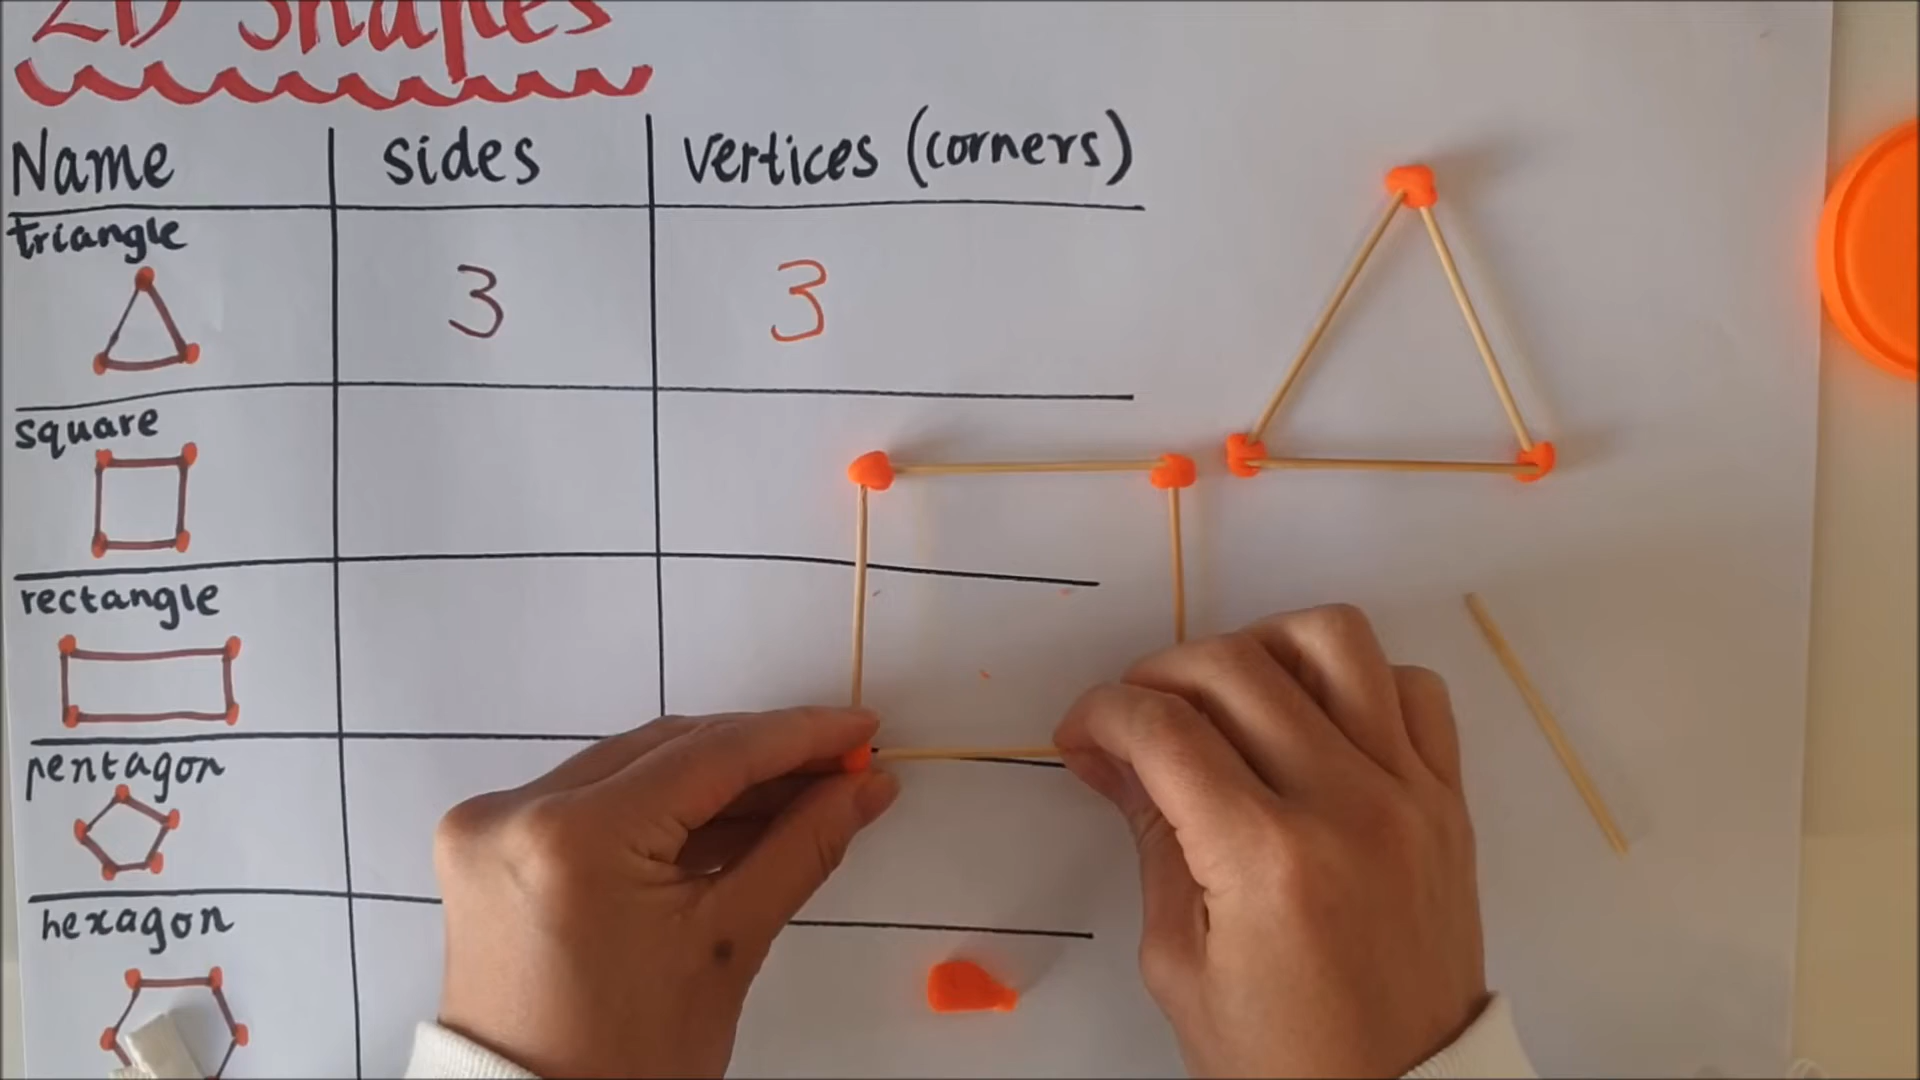 2D Shapes
Name sides vertices (corners)
triangle 3 3
square
rectangle
pentagon
hexagon